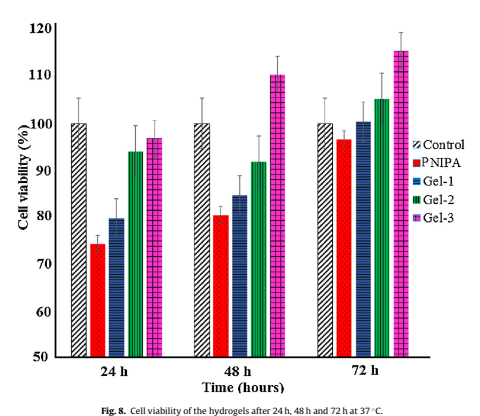 120
110
100
90
80
70
60
50
Cell viability (%)
Control
PNIPA
Gel-1
Gel-2
Gel-3
24 h 48 h 72 h
Time (hours)
Fig. 8. Cell viability of the hydrogels after 24 h, 48 h and 72 h at 37 °C.